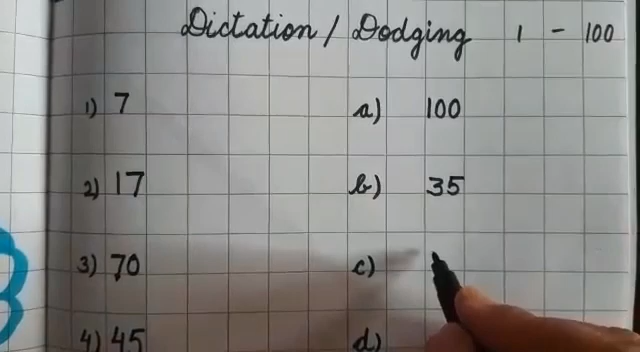 Dictation / Dodging 1 - 100
1) 7 a) 100
2) 17 b) 35
3) 70 c)
4) 45 d)